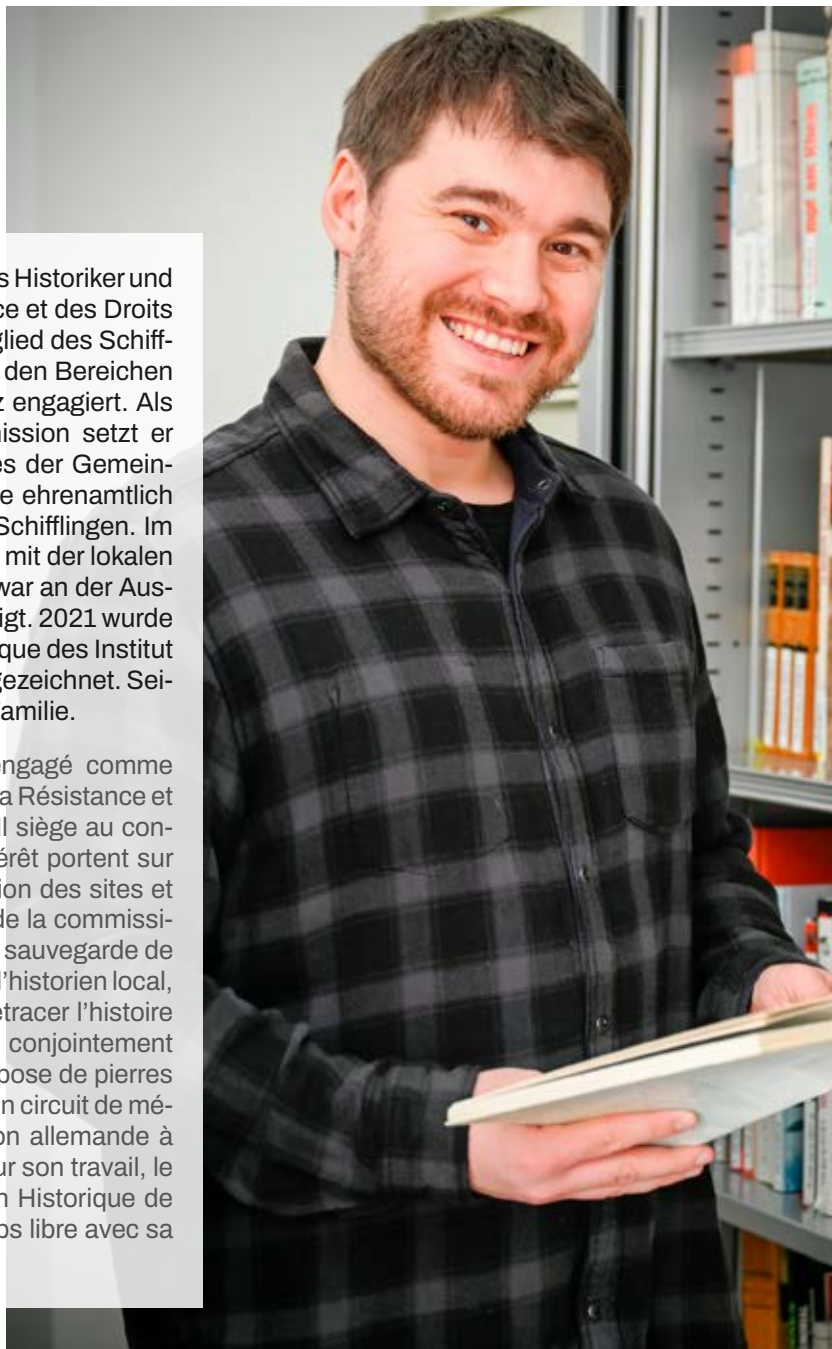 s Historiker und
ce et des Droits
glied des Schiff-
den Bereichen
z engagiert. Als
ission setzt er
es der Gemein-
e ehrenamtlich
Schifflingen. Im
mit der lokalen
war an der Aus-
igt. 2021 wurde
que des Institut
gezeichnet. Sei-
amilie.
engagé comme
a Résistance et
Il siège au con-
érêt portent sur
ion des sites et
de la commissi-
sauvegarde de
l'historien local,
etracer l'histoire
conjointement
pose de pierres
n circuit de mé-
on allemande à
ur son travail, le
n Historique de
ps libre avec sa